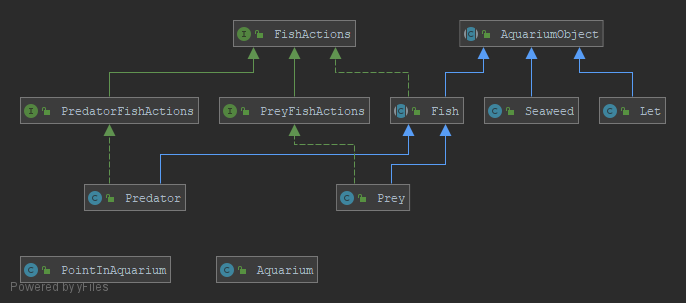 FishActions
AquariumObject
PredatorFishActions
PreyFishActions
Fish
Seaweed
Let
Predator
Prey
PointInAquarium
Aquarium
Powered by yFiles